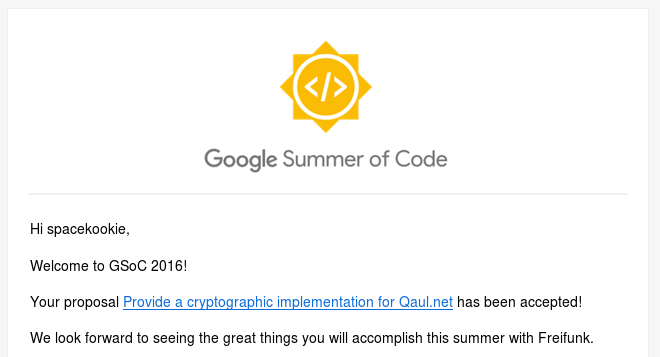 </>
Google Summer of Code
Hi spacekookie,
Welcome to GSoC 2016!
Your proposal Provide a cryptographic implementation for Qaul.net has been accepted!
We look forward to seeing the great things you will accomplish this summer with Freifunk.